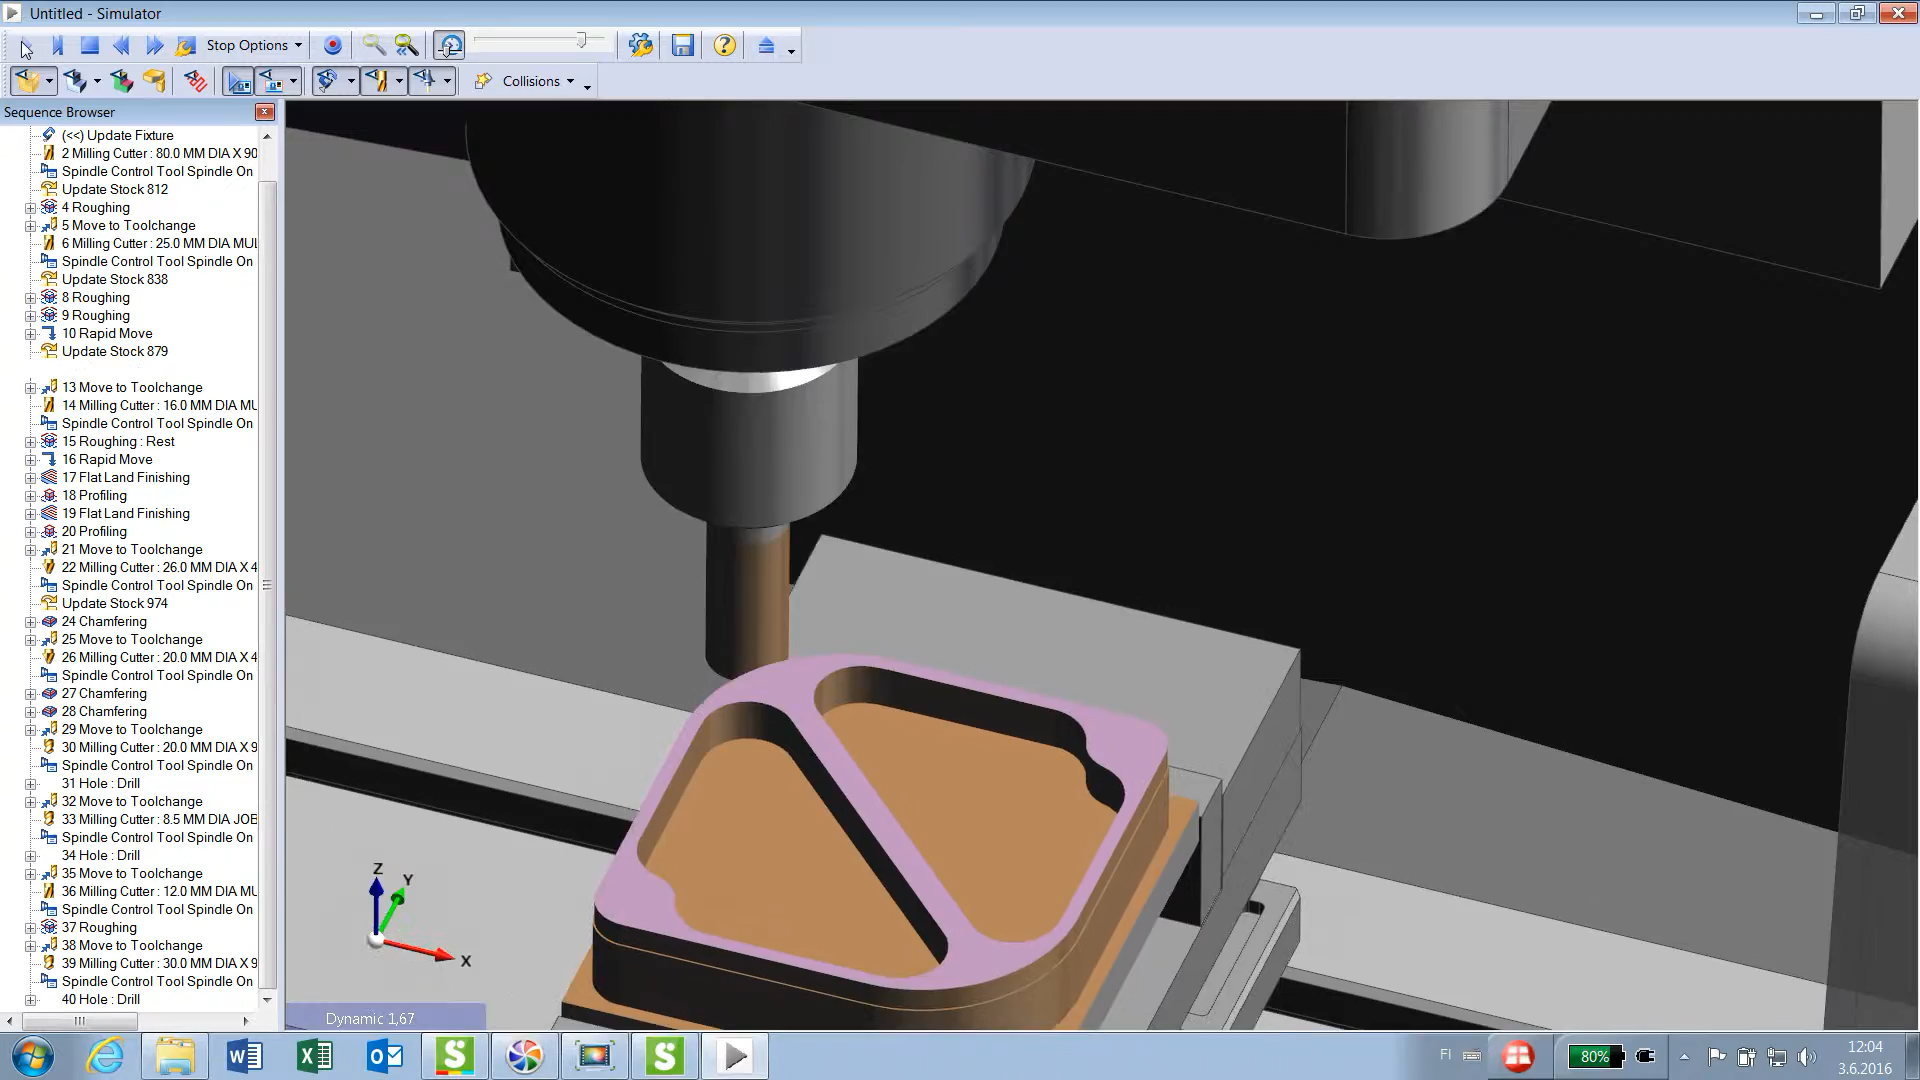 Untitled - Simulator
Stop Options
Collisions
Sequence Browser
(<<) Update Fixture
2 Milling Cutter : 80.0 MM DIA X 90
Spindle Control Tool Spindle On
Update Stock 812
4 Roughing
5 Move to Toolchange
6 Milling Cutter : 25.0 MM DIA MUL
Spindle Control Tool Spindle On
Update Stock 838
8 Roughing
9 Roughing
10 Rapid Move
Update Stock 879
13 Move to Toolchange
14 Milling Cutter : 16.0 MM DIA MU
Spindle Control Tool Spindle On
15 Roughing : Rest
16 Rapid Move
17 Flat Land Finishing
18 Profiling
19 Flat Land Finishing
20 Profiling
21 Move to Toolchange
22 Milling Cutter : 26.0 MM DIA X 4
Spindle Control Tool Spindle On
Update Stock 974
24 Chamfering
25 Move to Toolchange
26 Milling Cutter : 20.0 MM DIA X 4
Spindle Control Tool Spindle On
27 Chamfering
28 Chamfering
29 Move to Toolchange
30 Milling Cutter : 20.0 MM DIA X 9
Spindle Control Tool Spindle On
31 Hole : Drill
32 Move to Toolchange
33 Milling Cutter : 8.5 MM DIA JOB
Spindle Control Tool Spindle On
34 Hole : Drill
35 Move to Toolchange
36 Milling Cutter : 12.0 MM DIA MU
Spindle Control Tool Spindle On
37 Roughing
38 Move to Toolchange
39 Milling Cutter : 30.0 MM DIA X 9
Spindle Control Tool Spindle On
40 Hole : Drill
Z
Y
X
Dynamic 1,67
FI
80%
12:04
3.6.2016